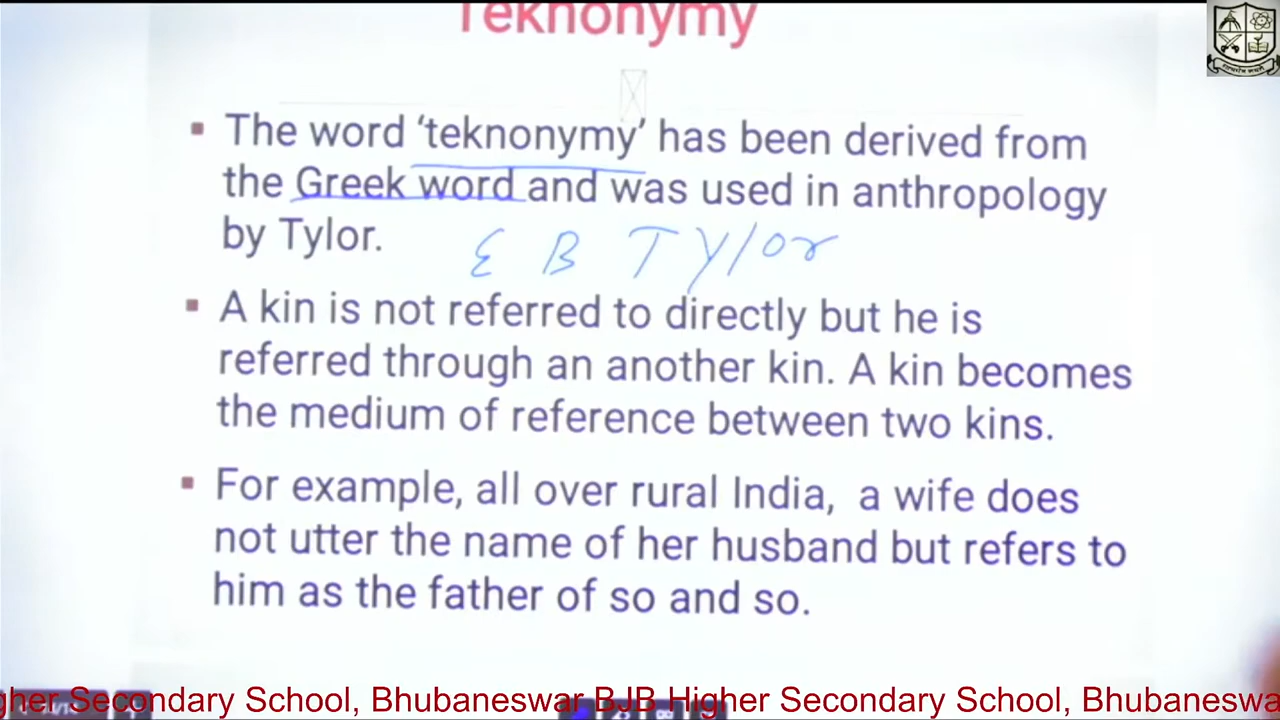 Teknonymy
▪ The word ‘teknonymy’ has been derived from
the Greek word and was used in anthropology
by Tylor.
E B Tylor
▪ A kin is not referred to directly but he is
referred through an another kin. A kin becomes
the medium of reference between two kins.
▪ For example, all over rural India, a wife does
not utter the name of her husband but refers to
him as the father of so and so.
gher Secondary School, Bhubaneswar BJB Higher Secondary School, Bhubaneswa